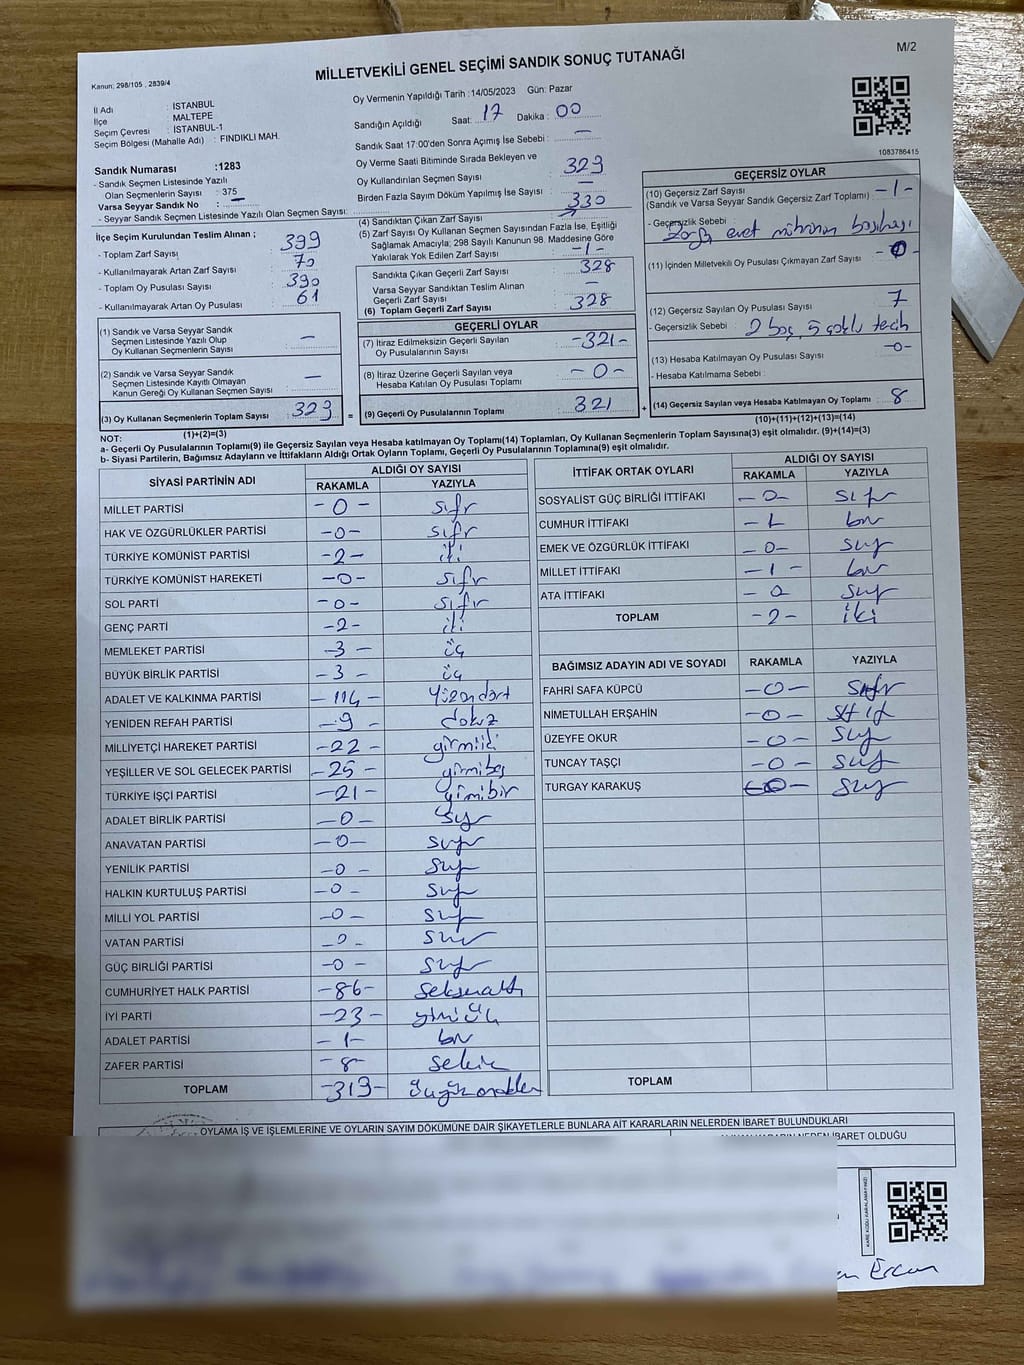 M/2
Kanun; 298/105 , 2839/4
MİLLETVEKİLİ GENEL SEÇİMİ SANDIK SONUÇ TUTANAĞI
İl Adı : İSTANBUL
İlçe : MALTEPE
Seçim Çevresi : İSTANBUL-1
Seçim Bölgesi (Mahalle Adı) : FINDIKLI MAH.
Sandık Numarası :1283
- Sandık Seçmen Listesinde Yazılı
Olan Seçmenlerin Sayısı : 375
Varsa Seyyar Sandık No : —
- Seyyar Sandık Seçmen Listesinde Yazılı Olan Seçmen Sayısı:
Oy Vermenin Yapıldığı Tarih :14/05/2023 Gün: Pazar
Sandığın Açıldığı Saat: 17 Dakika : 00
Sandık Saat 17:00'den Sonra Açımış İse Sebebi : —
Oy Verme Saati Bitiminde Sırada Bekleyen ve
Oy Kullandırılan Seçmen Sayısı 329
Birden Fazla Sayım Döküm Yapılmış İse Sayısı —
1083786415
İlçe Seçim Kurulundan Teslim Alınan ;
- Toplam Zarf Sayısı 399
- Kullanılmayarak Artan Zarf Sayısı 70
- Toplam Oy Pusulası Sayısı 390
- Kullanılmayarak Artan Oy Pusulası 61
(4) Sandıktan Çıkan Zarf Sayısı 330
(5) Zarf Sayısı Oy Kullanan Seçmen Sayısından Fazla İse, Eşitliği
Sağlamak Amacıyla; 298 Sayılı Kanunun 98. Maddesine Göre
Yakılarak Yok Edilen Zarf Sayısı -1-
Sandıkta Çıkan Geçerli Zarf Sayısı 328
Varsa Seyyar Sandıktan Teslim Alınan
Geçerli Zarf Sayısı —
(6) Toplam Geçerli Zarf Sayısı 328
GEÇERSİZ OYLAR
(10) Geçersiz Zarf Sayısı -1-
(Sandık ve Varsa Seyyar Sandık Geçersiz Zarf Toplamı)
- Geçersizlik Sebebi : Zarfa evet mührünün basılması
(11) İçinden Milletvekili Oy Pusulası Çıkmayan Zarf Sayısı -0-
(12) Geçersiz Sayılan Oy Pusulası Sayısı 7
- Geçersizlik Sebebi : 2 boş, 5 çoklu tercih
(13) Hesaba Katılmayan Oy Pusulası Sayısı -0-
- Hesaba Katılmama Sebebi :
(14) Geçersiz Sayılan veya Hesaba Katılmayan Oy Toplamı 8
(10)+(11)+(12)+(13)=(14)
(1) Sandık ve Varsa Seyyar Sandık
Seçmen Listesinde Yazılı Olup
Oy Kullanan Seçmenlerin Sayısı —
(2) Sandık ve Varsa Seyyar Sandık
Seçmen Listesinde Kayıtlı Olmayan
Kanun Gereği Oy Kullanan Seçmen Sayısı —
(3) Oy Kullanan Seçmenlerin Toplam Sayısı 329 =
(1)+(2)=(3)
GEÇERLİ OYLAR
(7) İtiraz Edilmeksizin Geçerli Sayılan
Oy Pusulalarının Sayısı -321-
(8) İtiraz Üzerine Geçerli Sayılan veya
Hesaba Katılan Oy Pusulası Toplamı -0-
(9) Geçerli Oy Pusulalarının Toplamı 321 +
NOT:
a- Geçerli Oy Pusulalarının Toplamı(9) ile Geçersiz Sayılan veya Hesaba katılmayan Oy Toplamı(14) Toplamları, Oy Kullanan Seçmenlerin Toplam Sayısına(3) eşit olmalıdır. (9)+(14)=(3)
b- Siyasi Partilerin, Bağımsız Adayların ve İttifakların Aldığı Ortak Oyların Toplamı, Geçerli Oy Pusulalarının Toplamına(9) eşit olmalıdır.
SİYASİ PARTİNİN ADI ALDIĞI OY SAYISI
RAKAMLA YAZIYLA
MİLLET PARTİSİ -0- sıfır
HAK VE ÖZGÜRLÜKLER PARTİSİ -0- sıfır
TÜRKİYE KOMÜNİST PARTİSİ -2- iki
TÜRKİYE KOMÜNİST HAREKETİ -0- sıfır
SOL PARTİ -0- sıfır
GENÇ PARTİ -2- iki
MEMLEKET PARTİSİ -3- üç
BÜYÜK BİRLİK PARTİSİ -3- üç
ADALET VE KALKINMA PARTİSİ -114- yüzondört
YENİDEN REFAH PARTİSİ -9- dokuz
MİLLİYETÇİ HAREKET PARTİSİ -22- yirmiiki
YEŞİLLER VE SOL GELECEK PARTİSİ -25- yirmibeş
TÜRKİYE İŞÇİ PARTİSİ -21- yirmibir
ADALET BİRLİK PARTİSİ -0- sıfır
ANAVATAN PARTİSİ -0- sıfır
YENİLİK PARTİSİ -0- sıfır
HALKIN KURTULUŞ PARTİSİ -0- sıfır
MİLLİ YOL PARTİSİ -0- sıfır
VATAN PARTİSİ -0- sıfır
GÜÇ BİRLİĞİ PARTİSİ -0- sıfır
CUMHURİYET HALK PARTİSİ -86- seksenaltı
İYİ PARTİ -23- yirmiüç
ADALET PARTİSİ -1- bir
ZAFER PARTİSİ -8- sekiz
TOPLAM -319- üçyüzondokuz
İTTİFAK ORTAK OYLARI ALDIĞI OY SAYISI
RAKAMLA YAZIYLA
SOSYALİST GÜÇ BİRLİĞİ İTTİFAKI -0- sıfır
CUMHUR İTTİFAKI -1 bir
EMEK VE ÖZGÜRLÜK İTTİFAKI -0- sıfır
MİLLET İTTİFAKI -1- bir
ATA İTTİFAKI -0 sıfır
TOPLAM -2- iki
BAĞIMSIZ ADAYIN ADI VE SOYADI RAKAMLA YAZIYLA
FAHRİ SAFA KÜPCÜ -0- sıfır
NİMETULLAH ERŞAHİN -0- sıfır
ÜZEYFE OKUR -0- sıfır
TUNCAY TAŞÇI -0- sıfır
TURGAY KARAKUŞ -0- sıfır
TOPLAM
OYLAMA İŞ VE İŞLEMLERİNE VE OYLARIN SAYIM DÖKÜMÜNE DAİR ŞİKAYETLERLE BUNLARA AİT KARARLARIN NELERDEN İBARET BULUNDUKLARI
NEDEN İBARET OLDUĞU
KARE KODU KARALAMAYINIZ!
Ercan